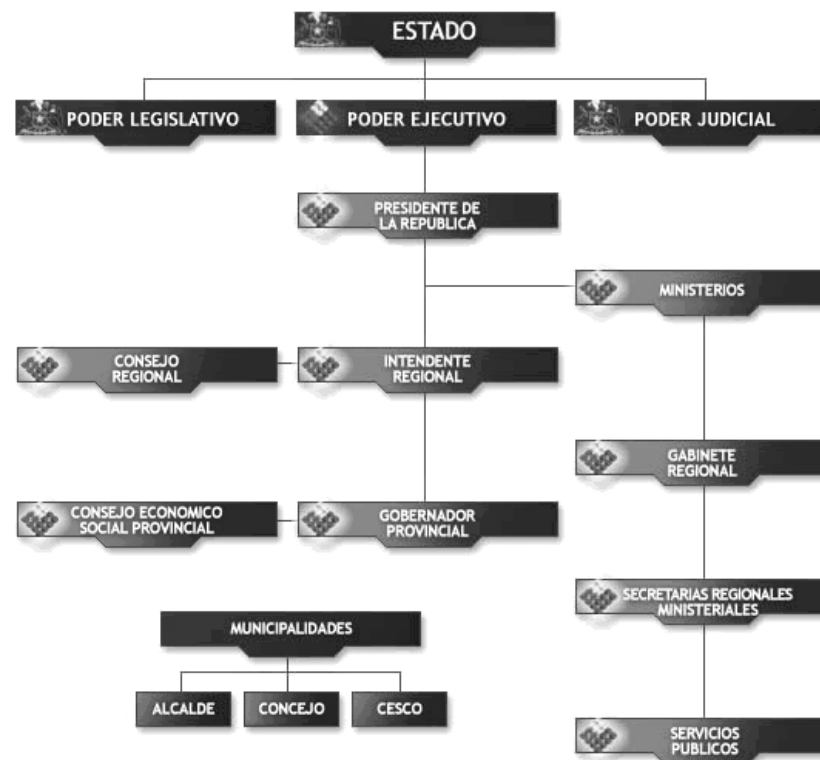 ESTADO
PODER LEGISLATIVO
PODER EJECUTIVO
PODER JUDICIAL
PRESIDENTE DE
LA REPUBLICA
MINISTERIOS
CONSEJO
REGIONAL
INTENDENTE
REGIONAL
GABINETE
REGIONAL
CONSEJO ECONOMICO
SOCIAL PROVINCIAL
GOBERNADOR
PROVINCIAL
SECRETARIAS REGIONALES
MINISTERIALES
MUNICIPALIDADES
ALCALDE
CONCEJO
CESCO
SERVICIOS
PUBLICOS